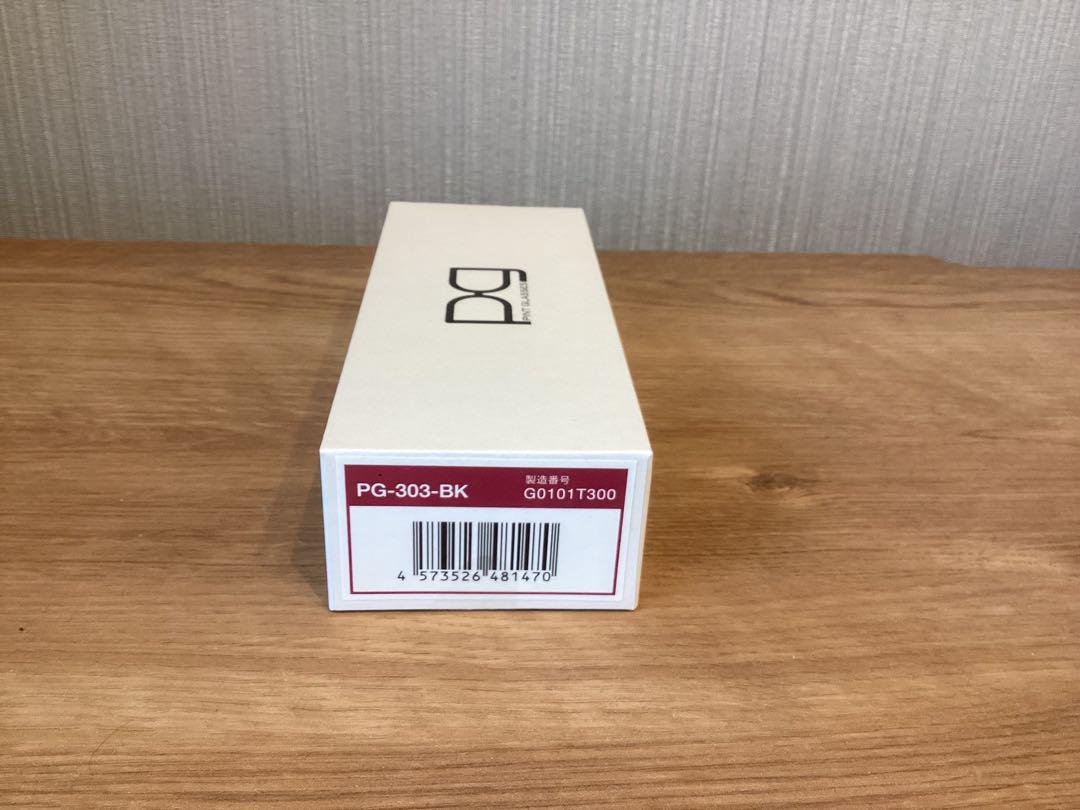 pg
PINT GLASSES
PG-303-BK
製造番号
G0101T300
4 573526 481470